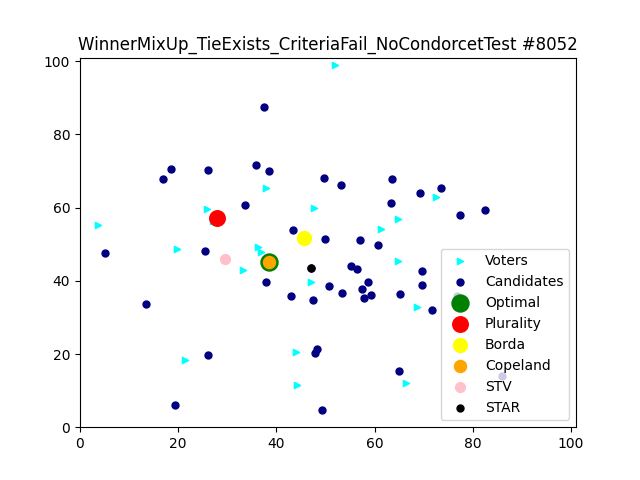 WinnerMixUp_TieExists_CriteriaFail_NoCondorcetTest #8052
100
80
60
40
20
0
0 20 40 60 80 100
Voters
Candidates
Optimal
Plurality
Borda
Copeland
STV
STAR